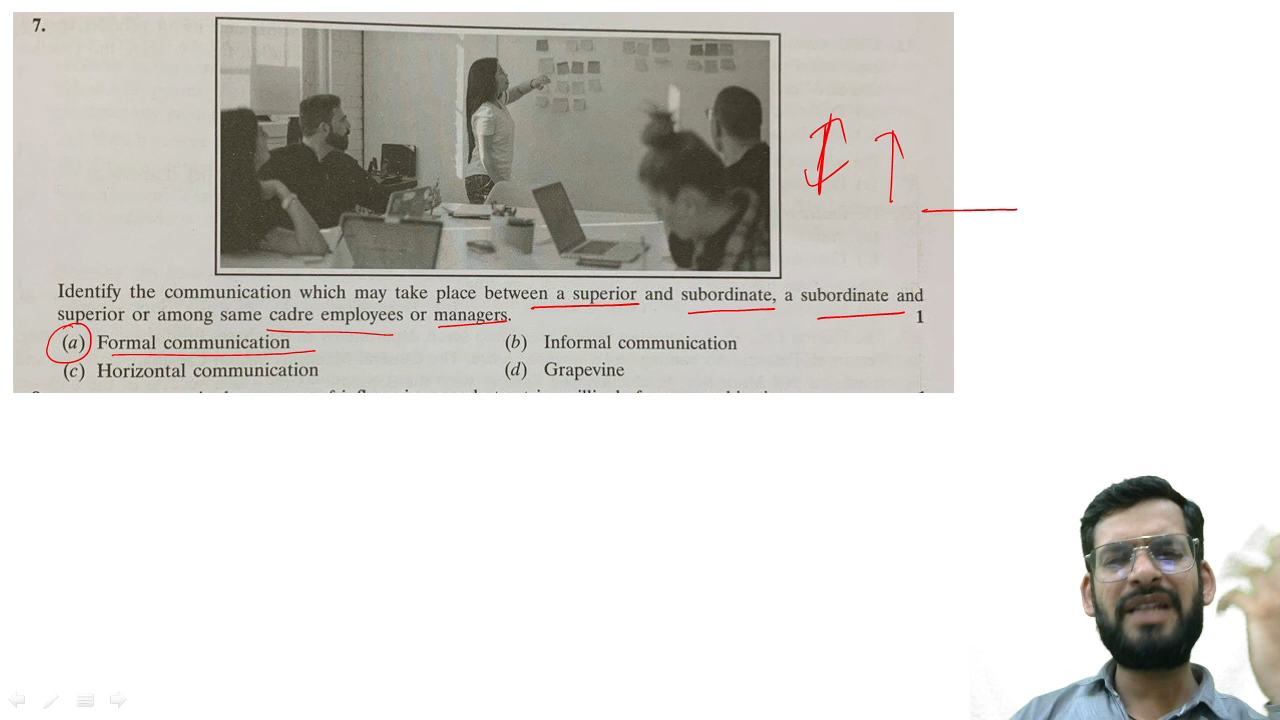 7.
Identify the communication which may take place between a superior and subordinate, a subordinate and
superior or among same cadre employees or managers. 1
(a) Formal communication (b) Informal communication
(c) Horizontal communication (d) Grapevine